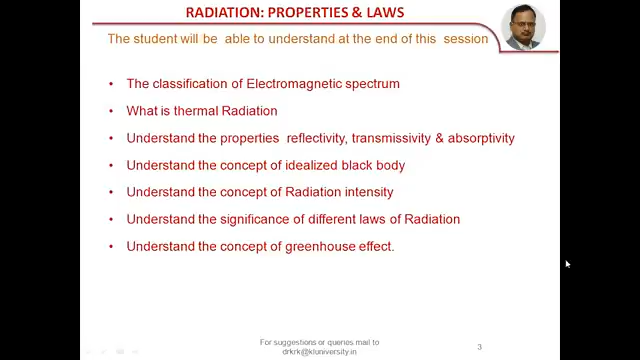 RADIATION: PROPERTIES & LAWS
The student will be able to understand at the end of this session
• The classification of Electromagnetic spectrum
• What is thermal Radiation
• Understand the properties reflectivity, transmissivity & absorptivity
• Understand the concept of idealized black body
• Understand the concept of Radiation intensity
• Understand the significance of different laws of Radiation
• Understand the concept of greenhouse effect.
For suggestions or queries mail to
drkrk@kluniversity.in
3